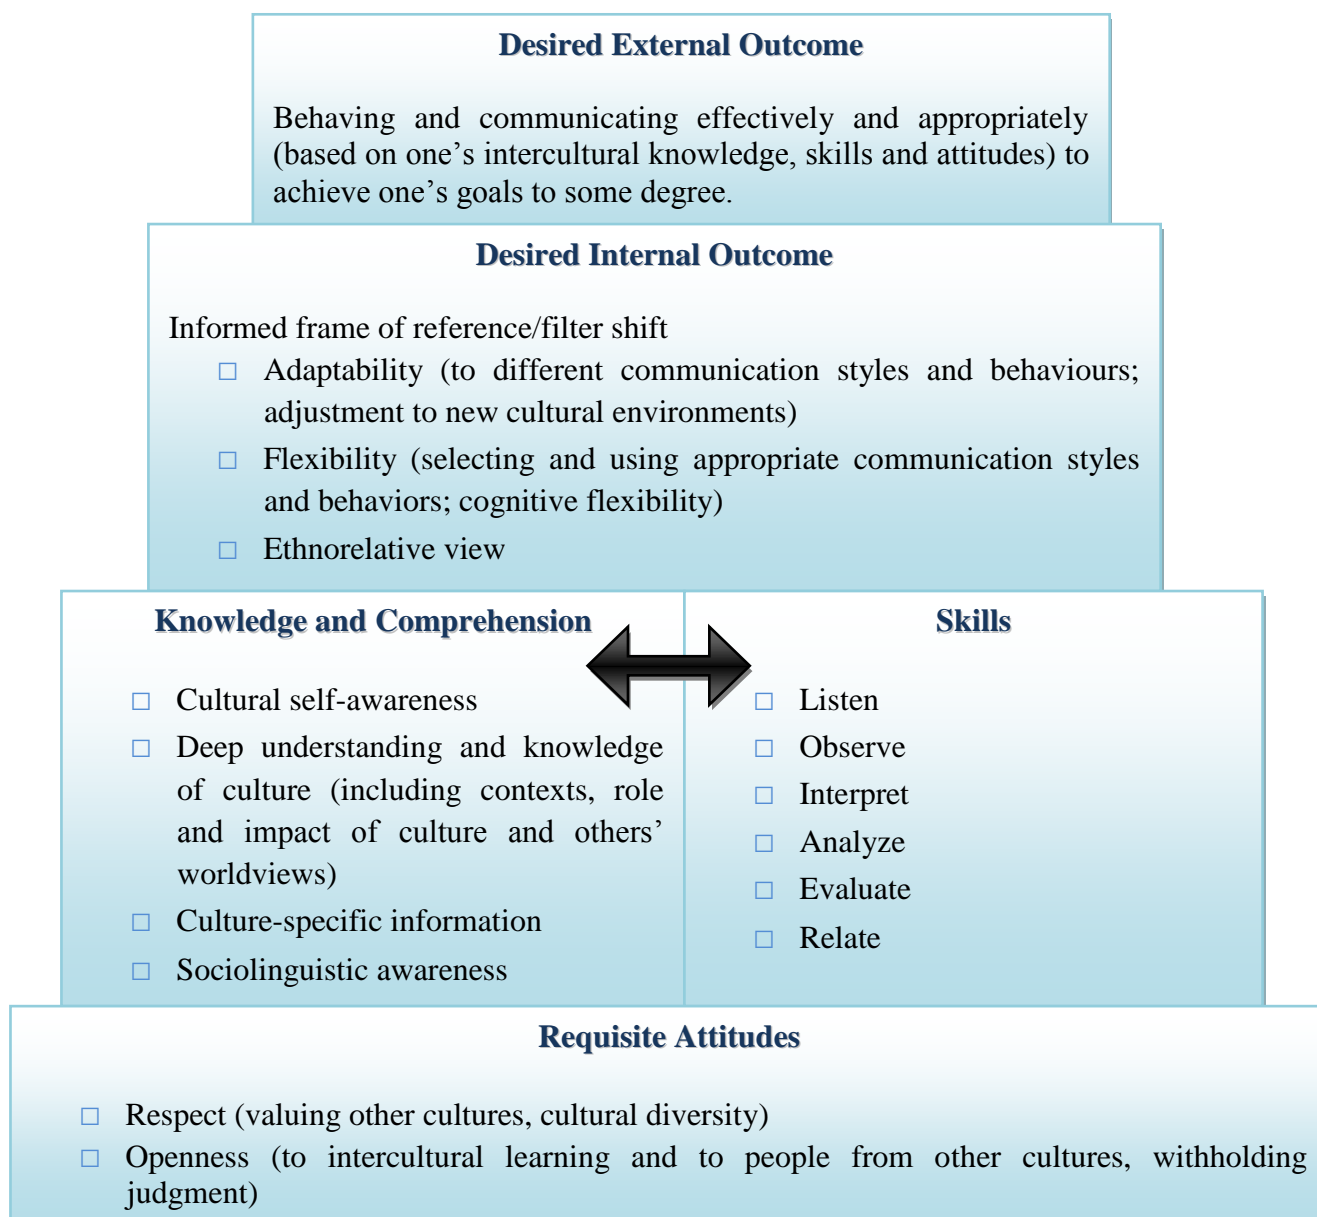 Desired External Outcome
Behaving and communicating effectively and appropriately
(based on one’s intercultural knowledge, skills and attitudes) to
achieve one’s goals to some degree.
Desired Internal Outcome
Informed frame of reference/filter shift
□ Adaptability (to different communication styles and behaviours;
adjustment to new cultural environments)
□ Flexibility (selecting and using appropriate communication styles
and behaviors; cognitive flexibility)
□ Ethnorelative view
Knowledge and Comprehension
□ Cultural self-awareness
□ Deep understanding and knowledge
of culture (including contexts, role
and impact of culture and others’
worldviews)
□ Culture-specific information
□ Sociolinguistic awareness
Skills
□ Listen
□ Observe
□ Interpret
□ Analyze
□ Evaluate
□ Relate
Requisite Attitudes
□ Respect (valuing other cultures, cultural diversity)
□ Openness (to intercultural learning and to people from other cultures, withholding
judgment)